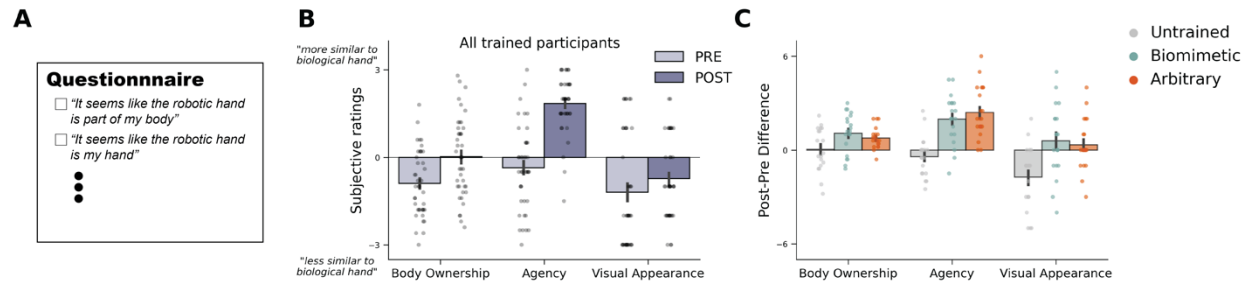 A
Questionnnaire
"It seems like the robotic hand
is part of my body"
"It seems like the robotic hand
is my hand"
B
"more similar to
biological hand"
All trained participants
PRE
POST
3
0
−3
Subjective ratings
"less similar to
biological hand"
Body Ownership
Agency
Visual Appearance
C
Untrained
Biomimetic
Arbitrary
6
0
−6
Post-Pre Difference
Body Ownership
Agency
Visual Appearance